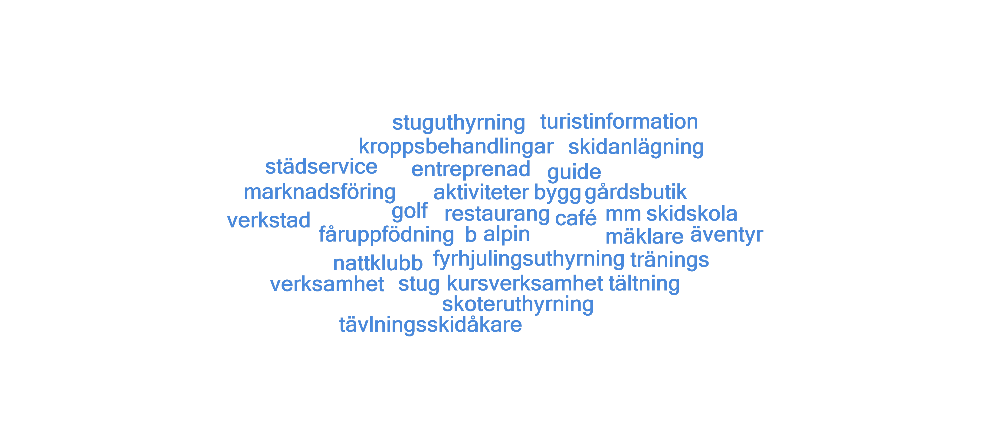 stuguthyrning turistinformation
kroppsbehandlingar skidanlägning
städservice entreprenad guide
marknadsföring aktiviteter bygg gårdsbutik
golf restaurang café mm skidskola
verkstad
fåruppfödning b alpin mäklare äventyr
nattklubb fyrhjulingsuthyrning tränings
verksamhet stug kursverksamhet tältning
skoteruthyrning
tävlningsskidåkare